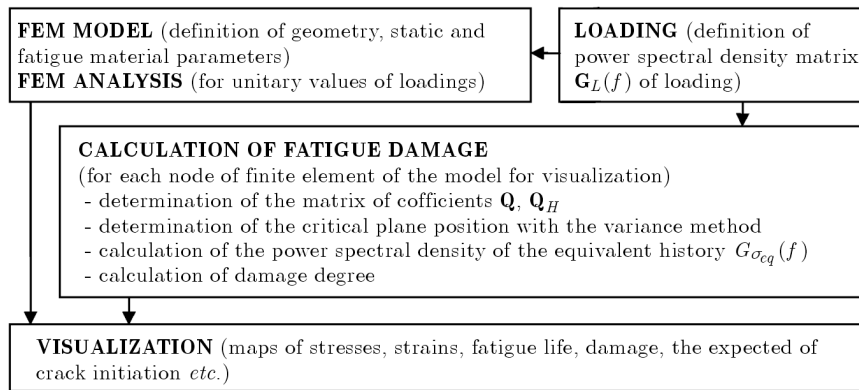 FEM MODEL (definition of geometry, static and
fatigue material parameters)
FEM ANALYSIS (for unitary values of loadings)
LOADING (definition of
power spectral density matrix
G_L(f) of loading)
CALCULATION OF FATIGUE DAMAGE
(for each node of finite element of the model for visualization)
- determination of the matrix of cofficients Q, Q_H
- determination of the critical plane position with the variance method
- calculation of the power spectral density of the equivalent history G_{σ_{eq}}(f)
- calculation of damage degree
VISUALIZATION (maps of stresses, strains, fatigue life, damage, the expected of
crack initiation etc.)